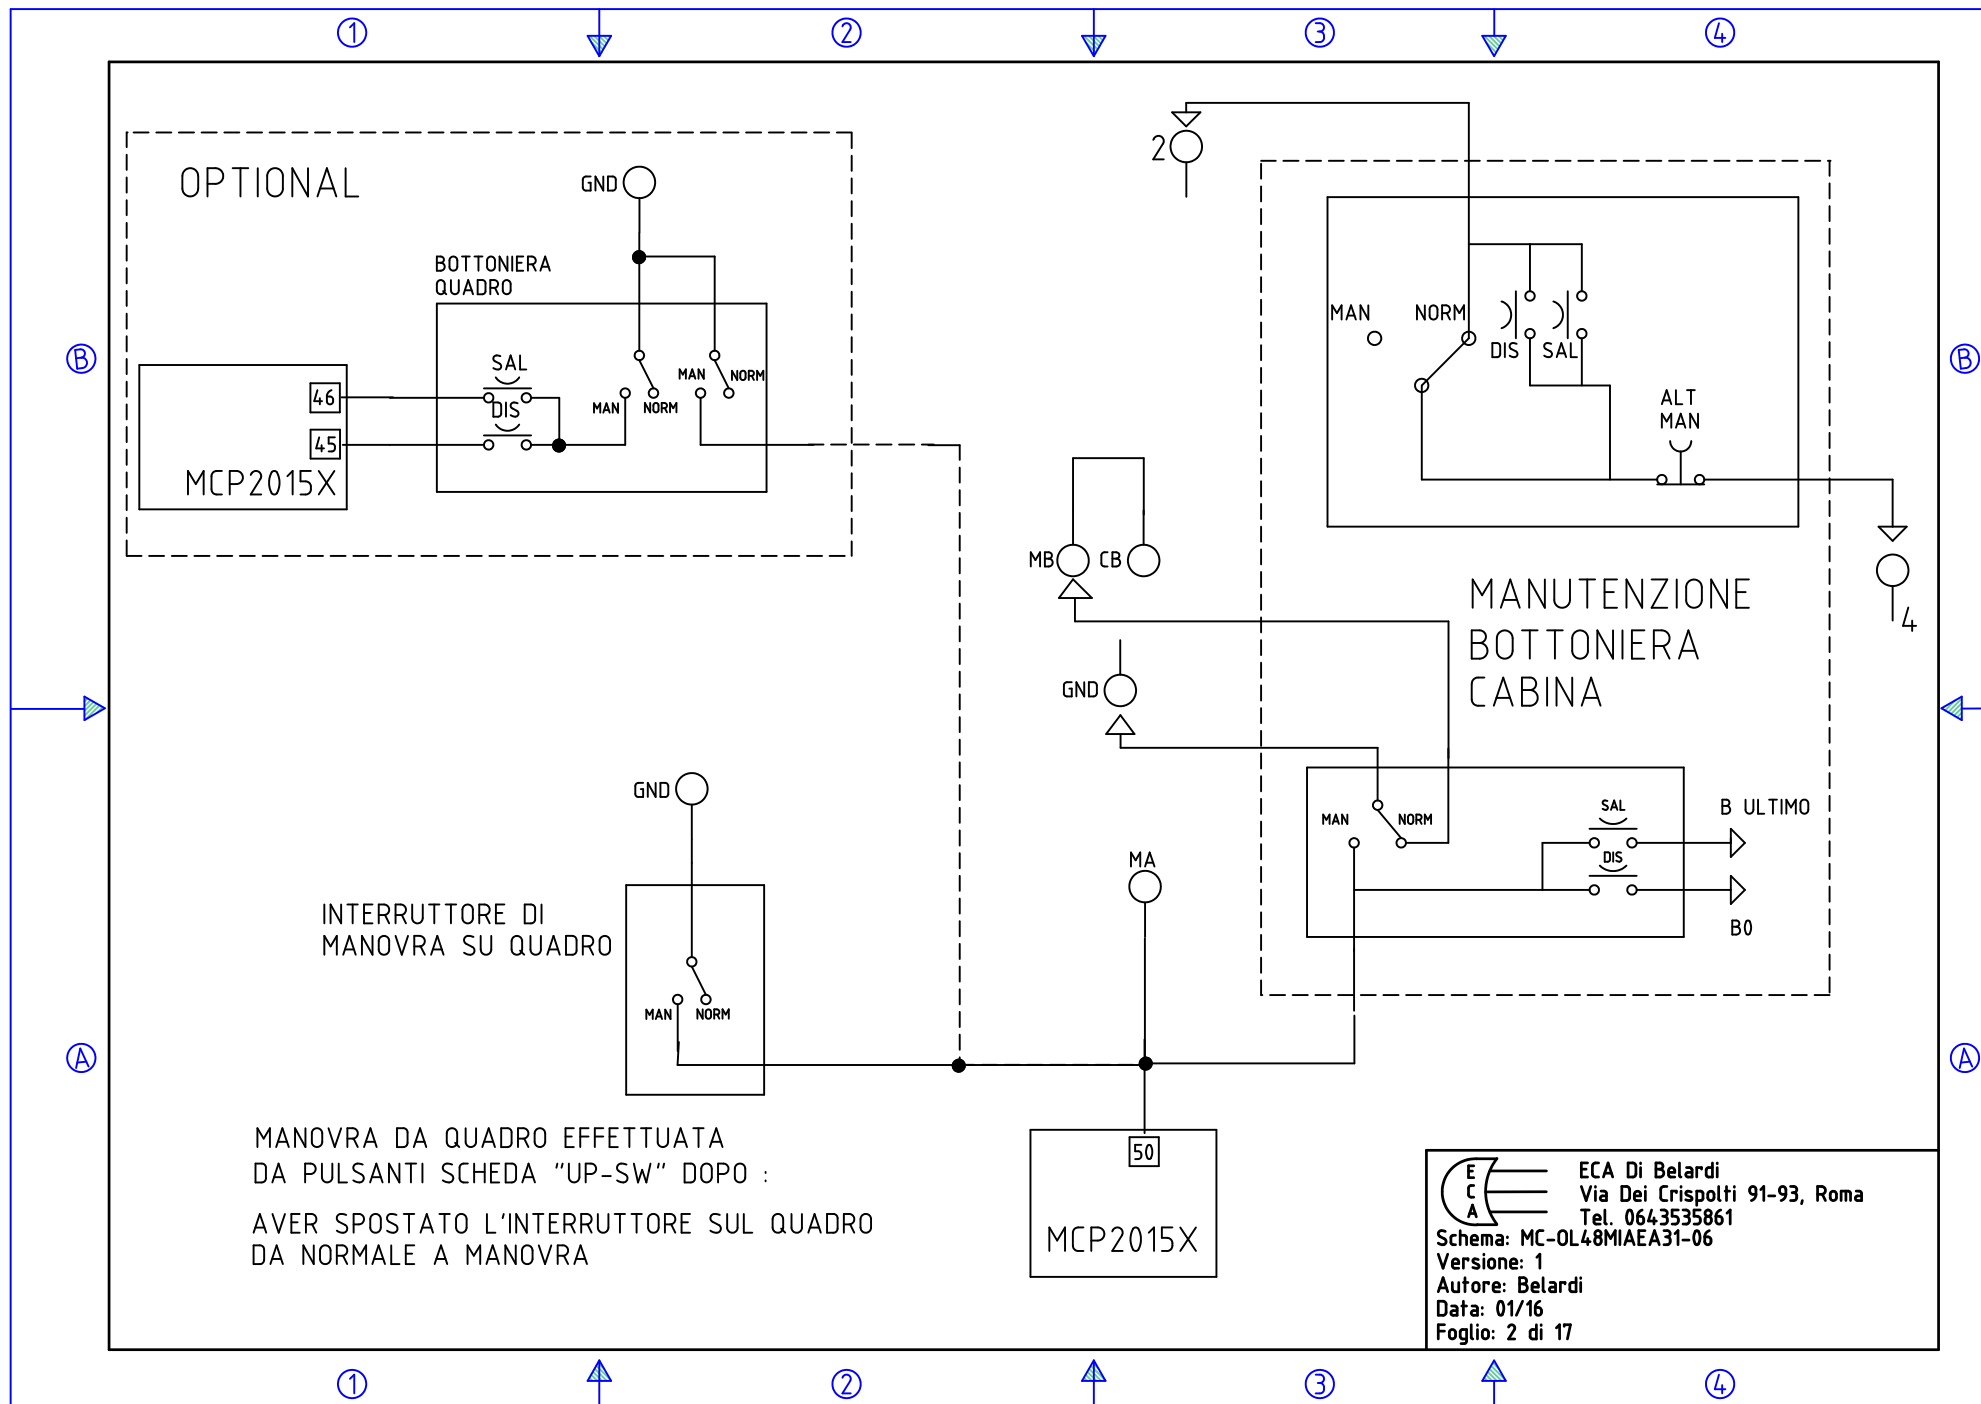 1
2
3
4
B
B
A
A
OPTIONAL
GND
BOTTONIERA
QUADRO
SAL
DIS
46
45
MCP2015X
MAN
NORM
MAN
NORM
2
MAN
NORM
DIS
SAL
ALT
MAN
4
MB
CB
GND
MANUTENZIONE
BOTTONIERA
CABINA
MAN
NORM
SAL
DIS
B ULTIMO
B0
GND
INTERRUTTORE DI
MANOVRA SU QUADRO
MAN
NORM
MA
50
MCP2015X
MANOVRA DA QUADRO EFFETTUATA
DA PULSANTI SCHEDA "UP-SW" DOPO :
AVER SPOSTATO L'INTERRUTTORE SUL QUADRO
DA NORMALE A MANOVRA
E
C
A
ECA Di Belardi
Via Dei Crispolti 91-93, Roma
Tel. 0643535861
Schema: MC-OL48MIAEA31-06
Versione: 1
Autore: Belardi
Data: 01/16
Foglio: 2 di 17
1
2
3
4